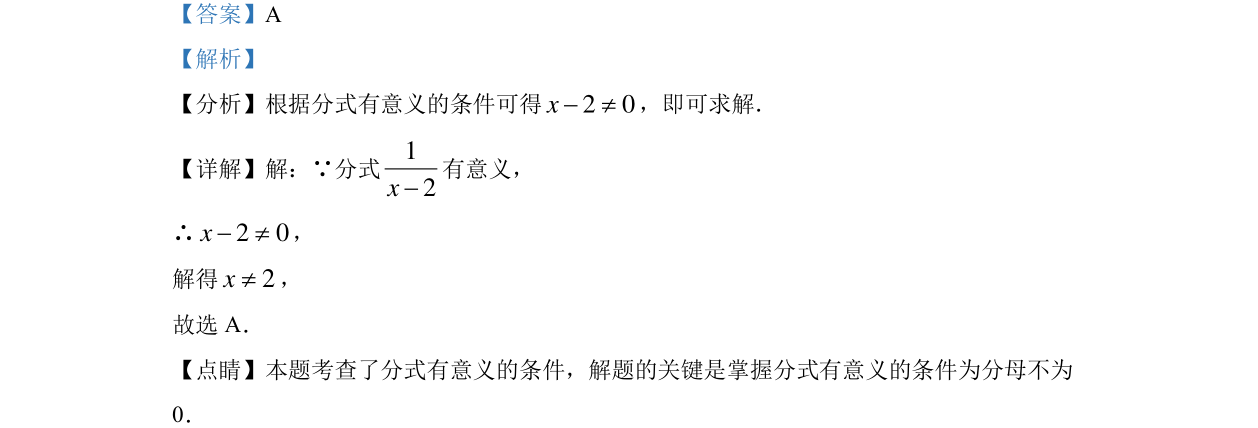 【答案】A
【解析】
【分析】根据分式有意义的条件可得 x－2≠0，即可求解．
【详解】解：∵分式 1/(x－2) 有意义，
∴ x－2≠0，
解得 x≠2，
故选 A．
【点睛】本题考查了分式有意义的条件，解题的关键是掌握分式有意义的条件为分母不为
0．